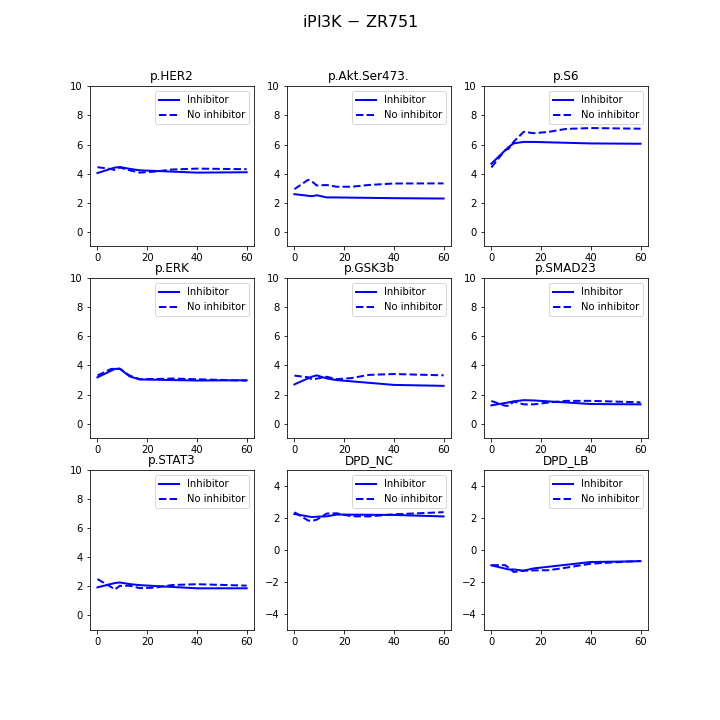 iPI3K − ZR751
p.HER2
p.Akt.Ser473.
p.S6
10
8
6
4
2
0
Inhibitor
No inhibitor
0 20 40 60
10
8
6
4
2
0
Inhibitor
No inhibitor
0 20 40 60
10
8
6
4
2
0
Inhibitor
No inhibitor
0 20 40 60
p.ERK
p.GSK3b
p.SMAD23
10
8
6
4
2
0
Inhibitor
No inhibitor
0 20 40 60
10
8
6
4
2
0
Inhibitor
No inhibitor
0 20 40 60
10
8
6
4
2
0
Inhibitor
No inhibitor
0 20 40 60
p.STAT3
DPD_NC
DPD_LB
10
8
6
4
2
0
Inhibitor
No inhibitor
0 20 40 60
4
2
0
−2
−4
Inhibitor
No inhibitor
0 20 40 60
4
2
0
−2
−4
Inhibitor
No inhibitor
0 20 40 60